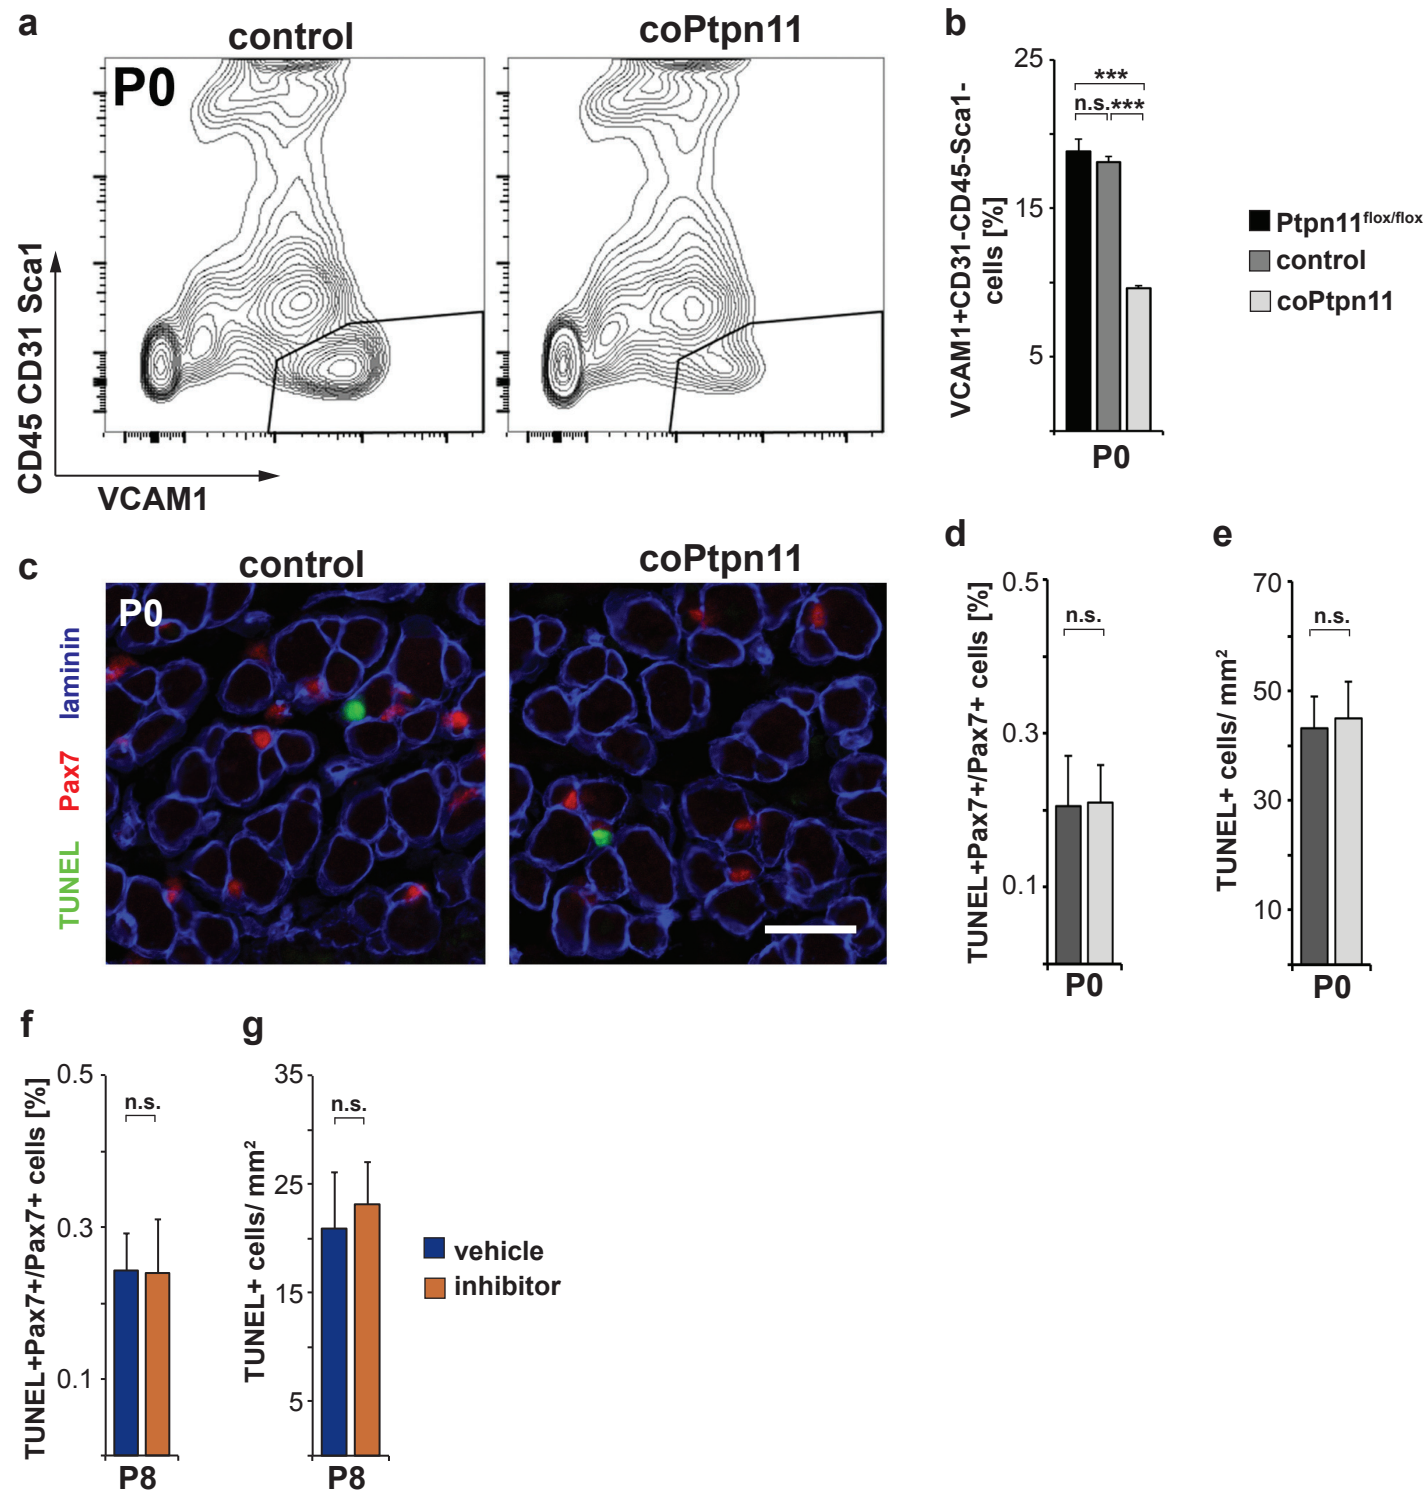 a
control
coPtpn11
P0
CD45 CD31 Sca1
VCAM1
b
VCAM1+CD31-CD45-Sca1-
cells [%]
25
15
5
***
n.s.
***
P0
Ptpn11flox/flox
control
coPtpn11
c
control
coPtpn11
P0
TUNEL Pax7 laminin
d
TUNEL+Pax7+/Pax7+ cells [%]
0.5
0.3
0.1
n.s.
P0
e
TUNEL+ cells/ mm2
70
50
30
10
n.s.
P0
f
TUNEL+Pax7+/Pax7+ cells [%]
0.5
0.3
0.1
n.s.
P8
g
TUNEL+ cells/ mm2
35
25
15
5
n.s.
P8
vehicle
inhibitor